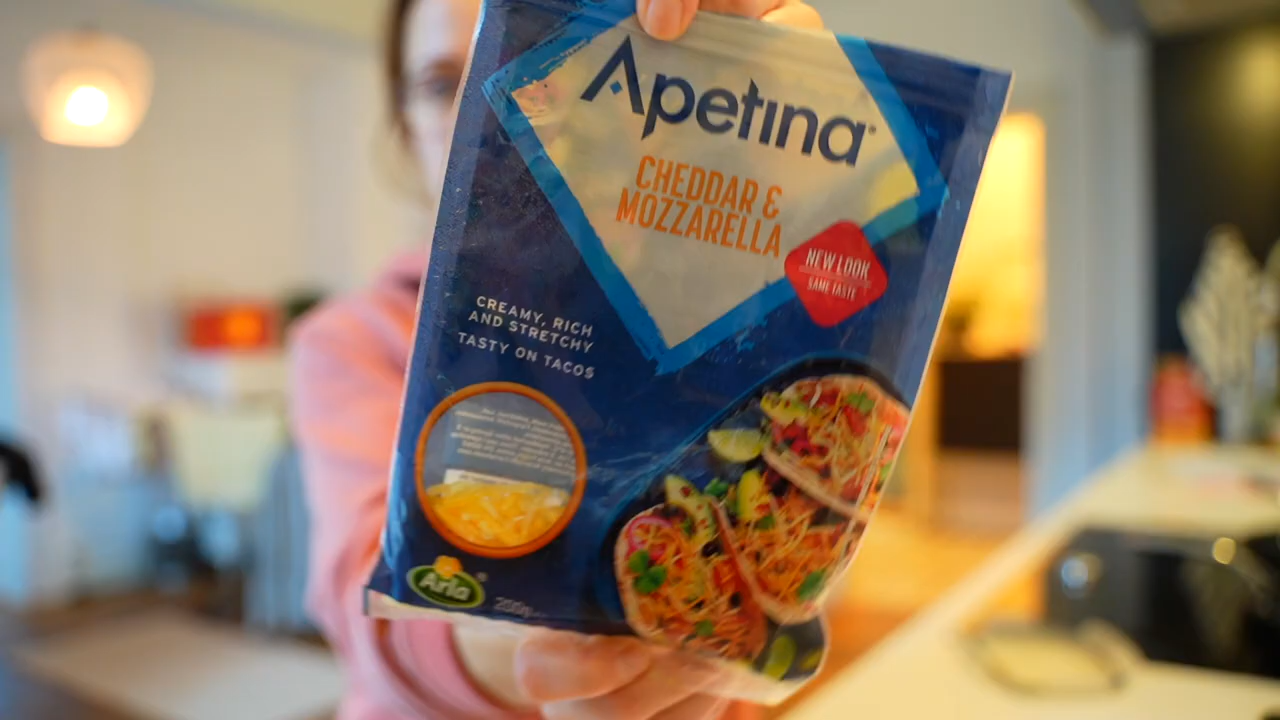 Apetina
CHEDDAR &
MOZZARELLA
NEW LOOK
SAME TASTE
CREAMY, RICH
AND STRETCHY
TASTY ON TACOS
Arla
200g